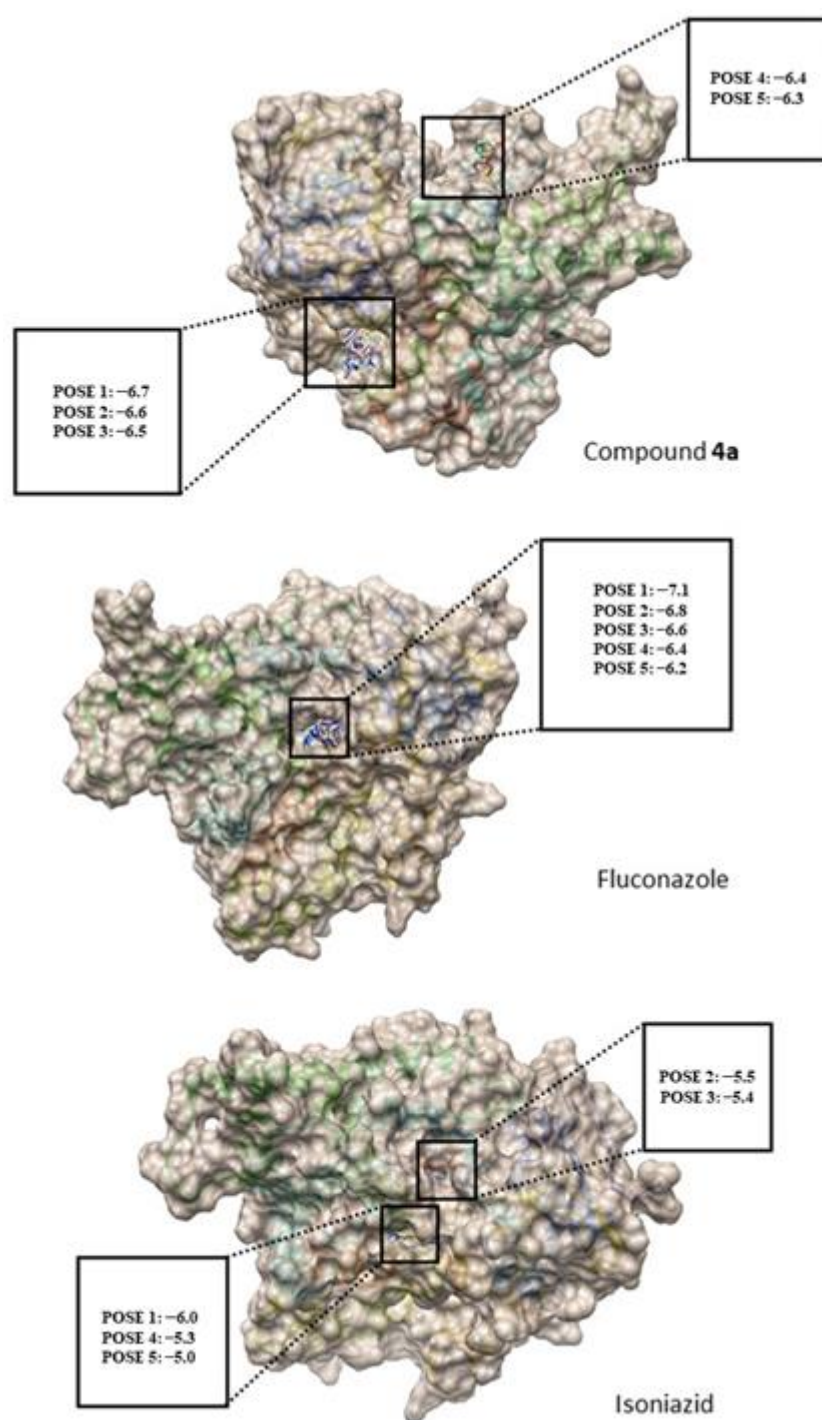 POSE 4: −6.4
POSE 5: −6.3
POSE 1: −6.7
POSE 2: −6.6
POSE 3: −6.5
Compound 4a
POSE 1: −7.1
POSE 2: −6.8
POSE 3: −6.6
POSE 4: −6.4
POSE 5: −6.2
Fluconazole
POSE 2: −5.5
POSE 3: −5.4
POSE 1: −6.0
POSE 4: −5.3
POSE 5: −5.0
Isoniazid